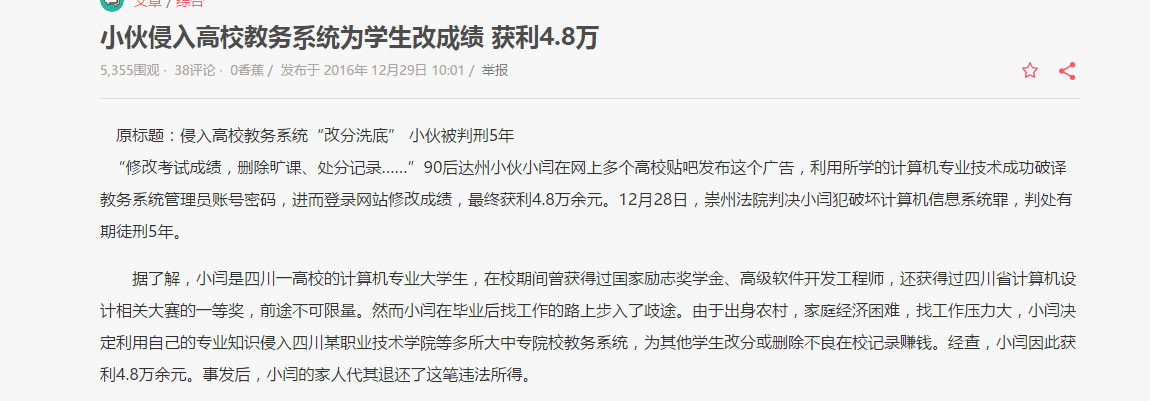 文章 / 综合
小伙侵入高校教务系统为学生改成绩 获利4.8万
5,355围观 · 38评论 · 0香蕉 / 发布于 2016年 12月29日 10:01 / 举报
原标题：侵入高校教务系统“改分洗底” 小伙被判刑5年
“修改考试成绩，删除旷课、处分记录……”90后达州小伙小闫在网上多个高校贴吧发布这个广告，利用所学的计算机专业技术成功破译
教务系统管理员账号密码，进而登录网站修改成绩，最终获利4.8万余元。12月28日，崇州法院判决小闫犯破坏计算机信息系统罪，判处有
期徒刑5年。
据了解，小闫是四川一高校的计算机专业大学生，在校期间曾获得过国家励志奖学金、高级软件开发工程师，还获得过四川省计算机设
计相关大赛的一等奖，前途不可限量。然而小闫在毕业后找工作的路上步入了歧途。由于出身农村，家庭经济困难，找工作压力大，小闫决
定利用自己的专业知识侵入四川某职业技术学院等多所大中专院校教务系统，为其他学生改分或删除不良在校记录赚钱。经查，小闫因此获
利4.8万余元。事发后，小闫的家人代其退还了这笔违法所得。